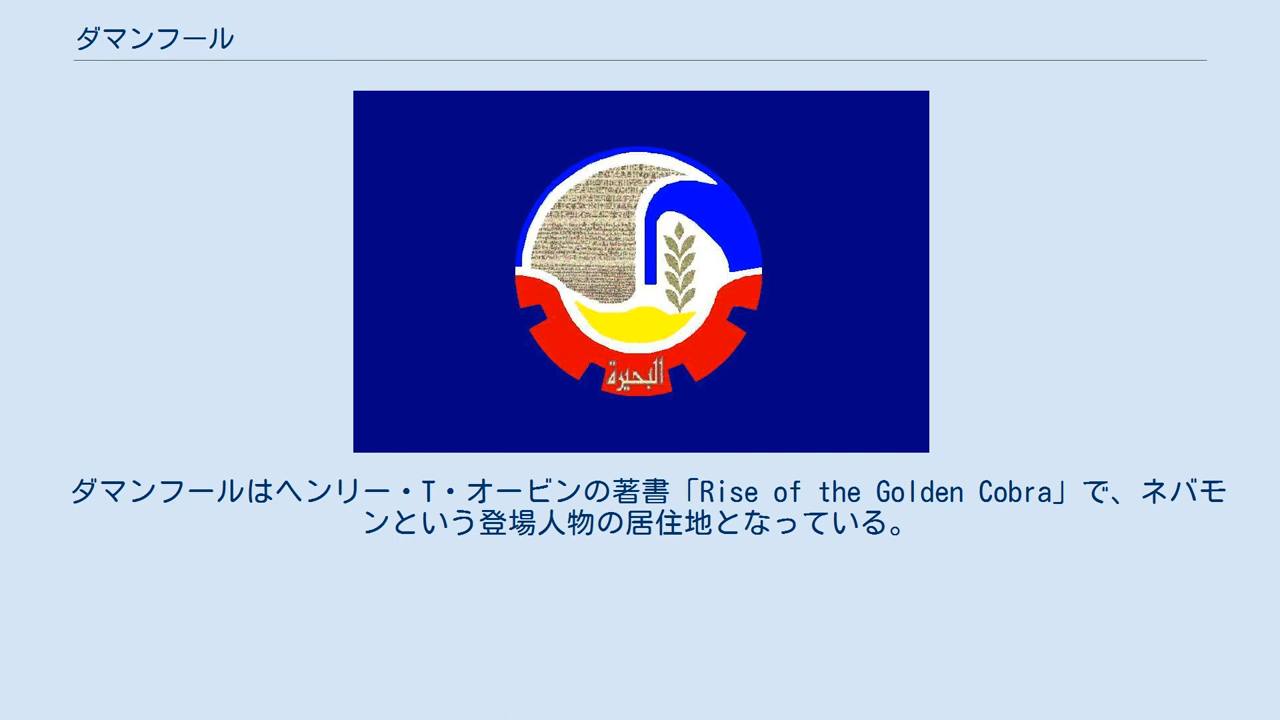 ダマンフール
البحيرة
ダマンフールはヘンリー・T・オービンの著書「Rise of the Golden Cobra」で、ネバモ
ンという登場人物の居住地となっている。